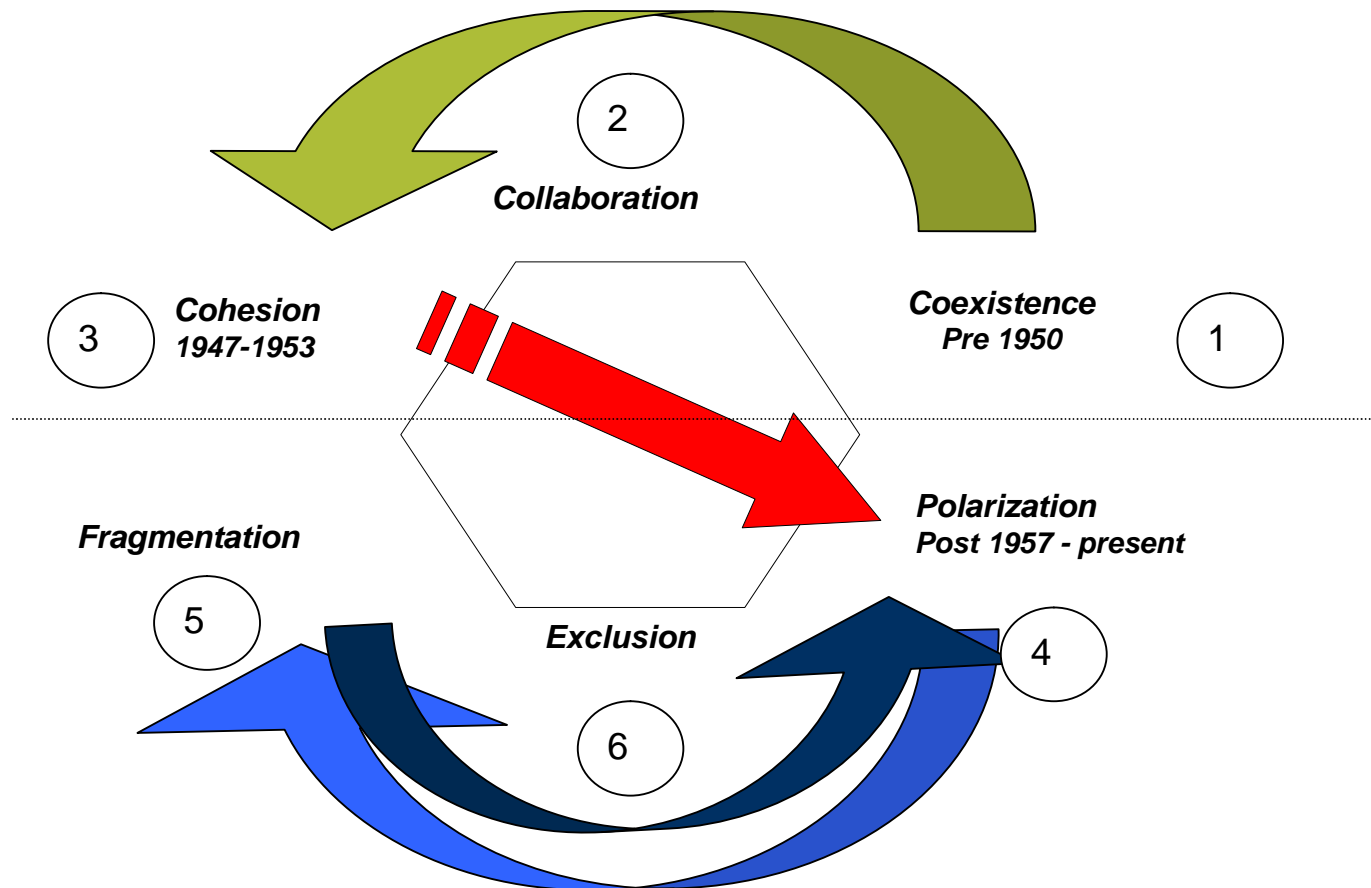 2
Collaboration
Cohesion
1947-1953
3
Coexistence
Pre 1950
1
Polarization
Post 1957 - present
Fragmentation
5
Exclusion
4
6